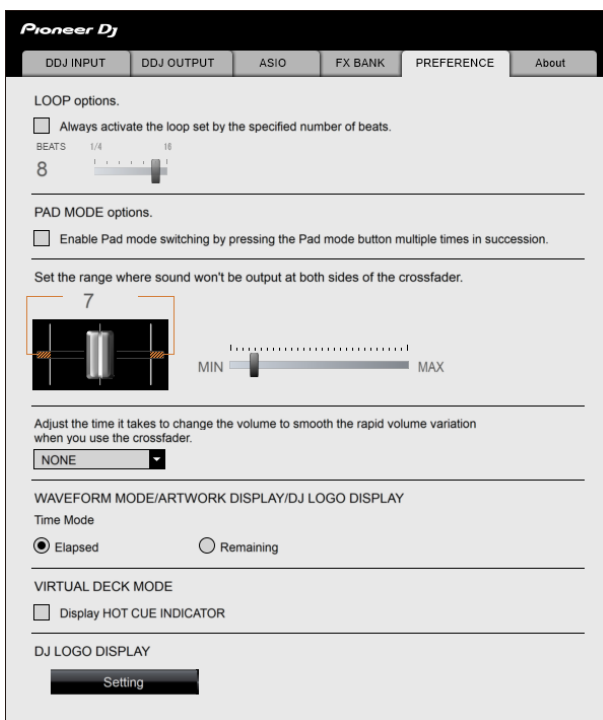 Pioneer Dj
DDJ INPUT DDJ OUTPUT ASIO FX BANK PREFERENCE About
LOOP options.
Always activate the loop set by the specified number of beats.
BEATS 1/4 16
8
PAD MODE options.
Enable Pad mode switching by pressing the Pad mode button multiple times in succession.
Set the range where sound won't be output at both sides of the crossfader.
7
MIN MAX
Adjust the time it takes to change the volume to smooth the rapid volume variation
when you use the crossfader.
NONE
WAVEFORM MODE/ARTWORK DISPLAY/DJ LOGO DISPLAY
Time Mode
Elapsed Remaining
VIRTUAL DECK MODE
Display HOT CUE INDICATOR
DJ LOGO DISPLAY
Setting